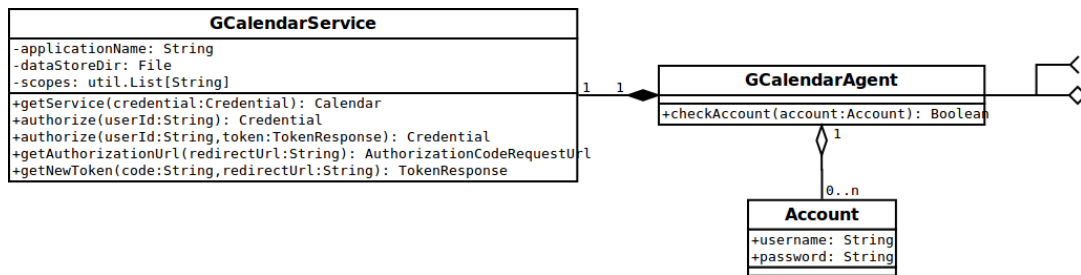 GCalendarService
-applicationName: String
-dataStoreDir: File
-scopes: util.List[String]
+getService(credential:Credential): Calendar
+authorize(userId:String): Credential
+authorize(userId:String,token:TokenResponse): Credential
+getAuthorizationUrl(redirectUrl:String): AuthorizationCodeRequestUrl
+getNewToken(code:String,redirectUrl:String): TokenResponse
1 1
GCalendarAgent
+checkAccount(account:Account): Boolean
1
0..n
Account
+username: String
+password: String